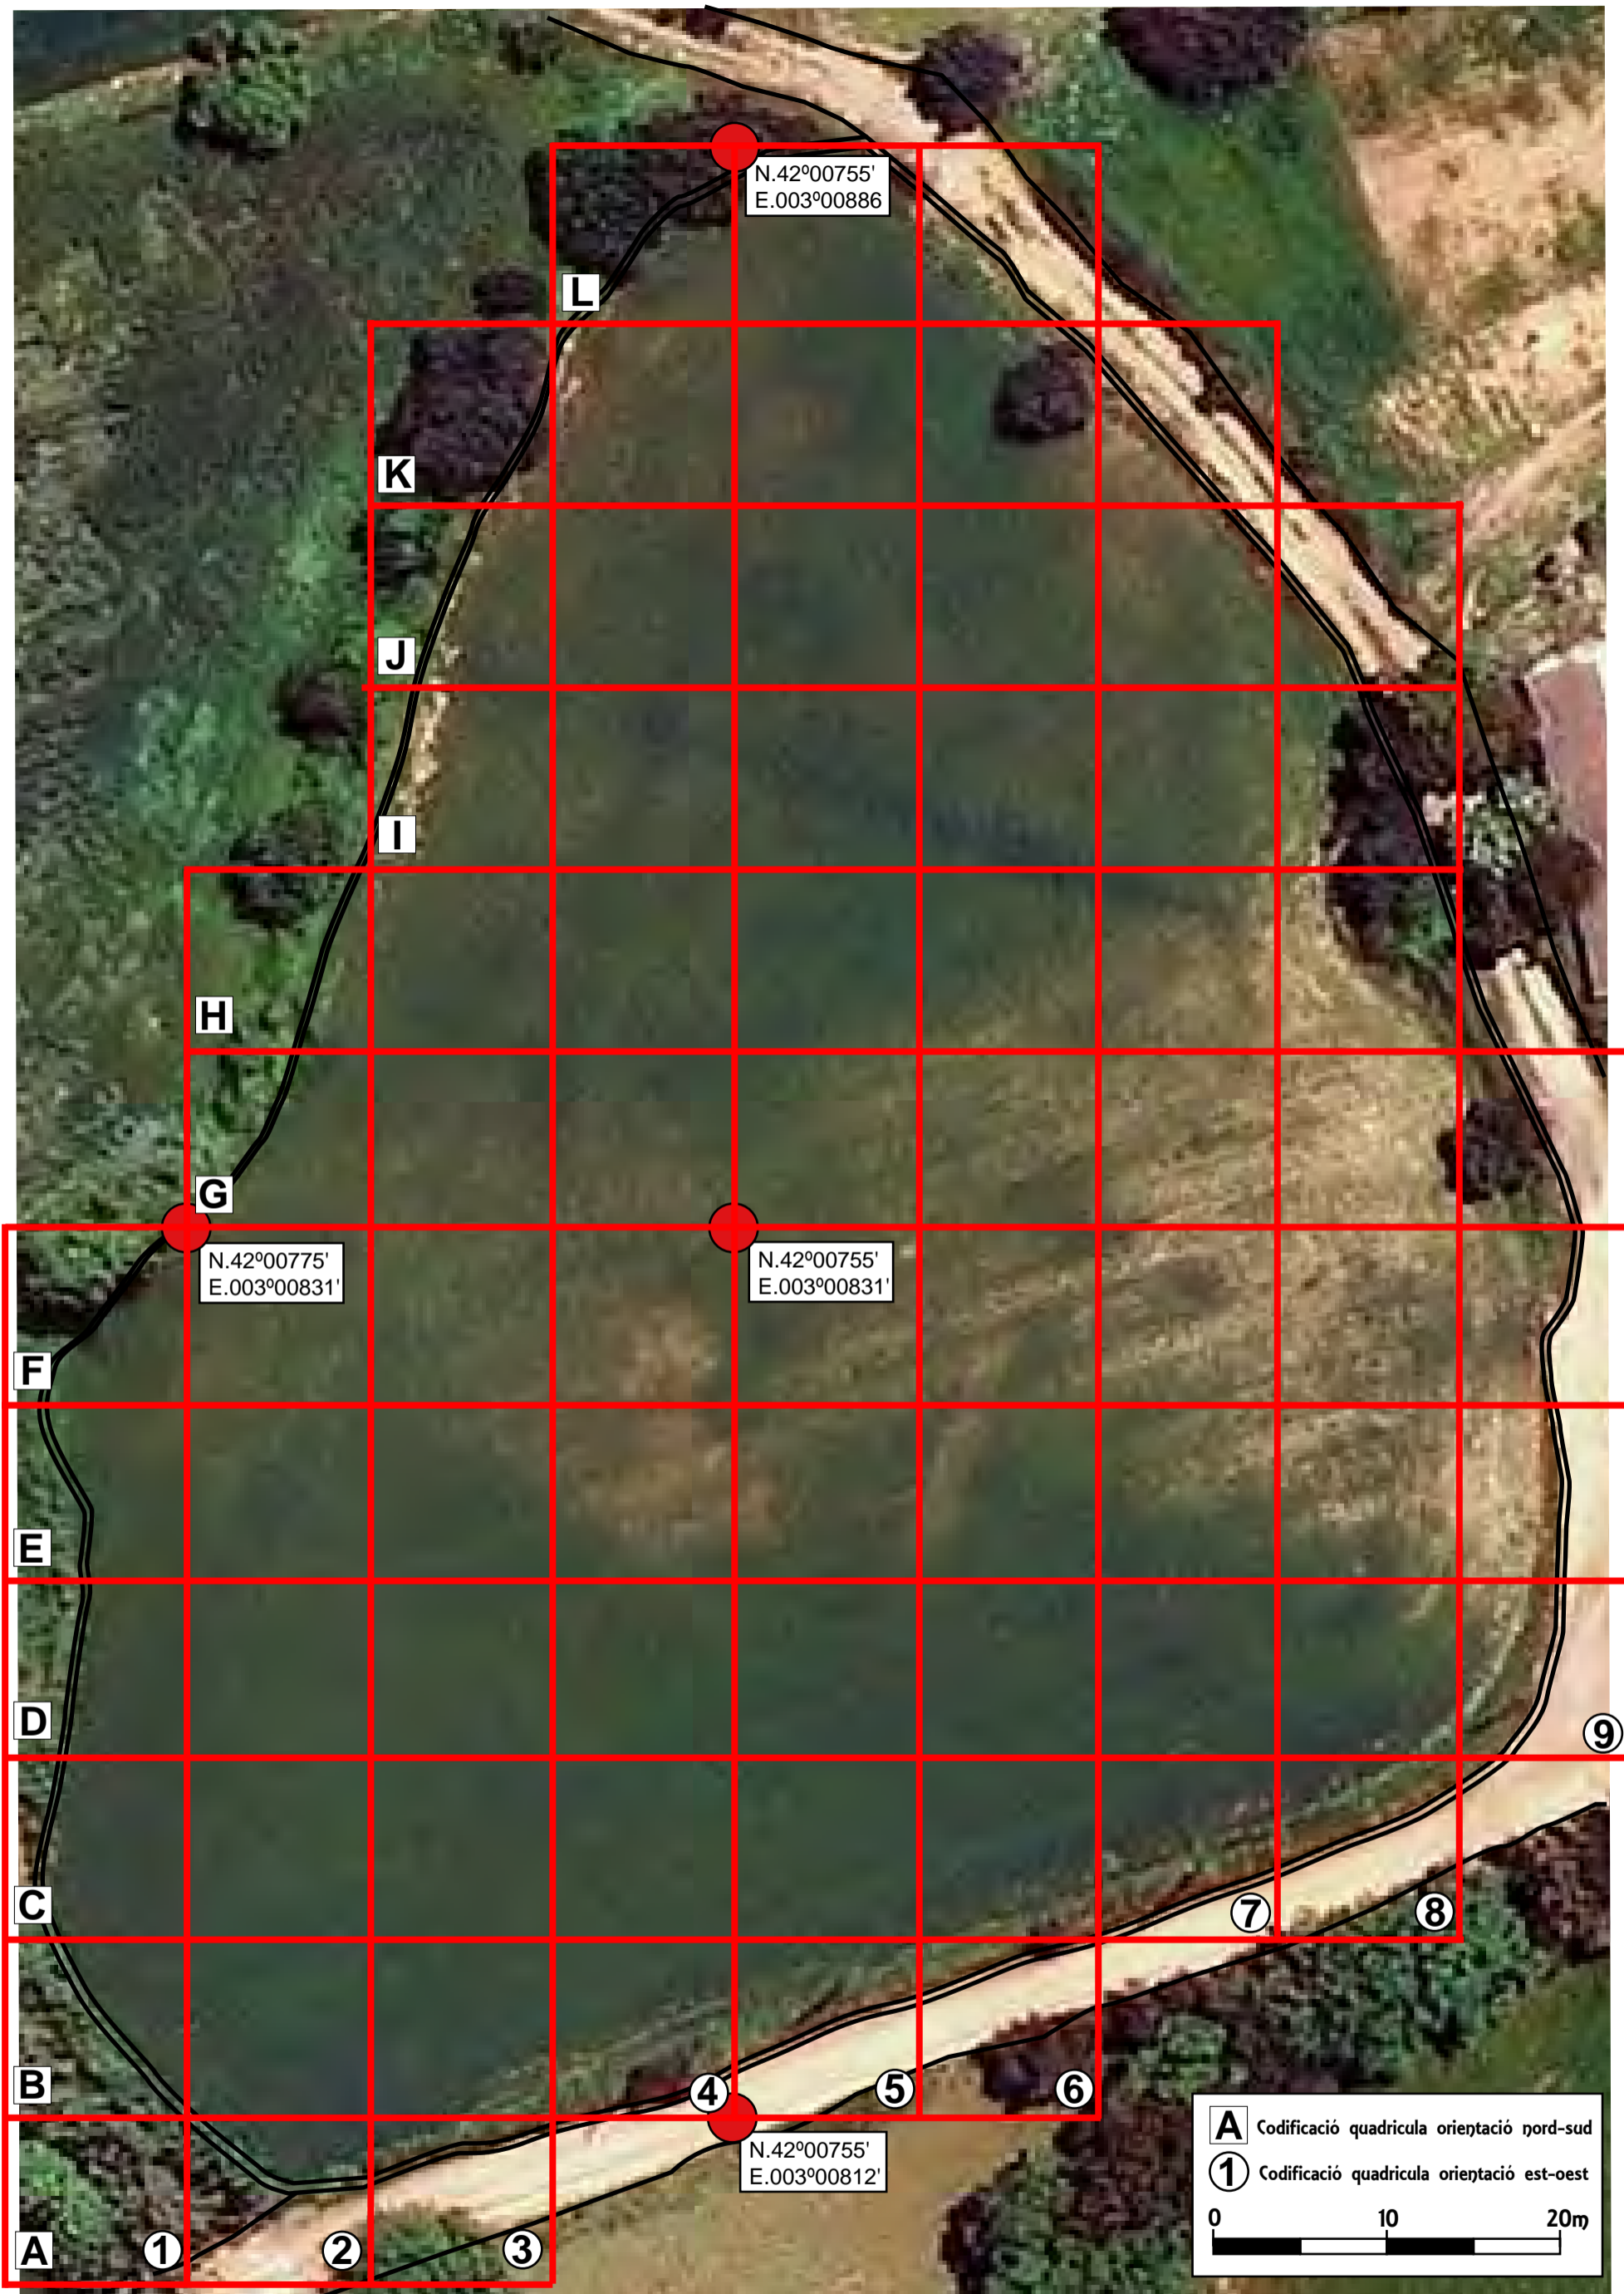 N.42º00755'
E.003º00886
L
K
J
I
H
G
N.42º00775'
E.003º00831'
N.42º00755'
E.003º00831'
F
E
D
9
C
7
8
B
4
5
6
N.42º00755'
E.003º00812'
A
1
2
3
A Codificació quadricula orientació nord-sud
1 Codificació quadricula orientació est-oest
0 10 20m